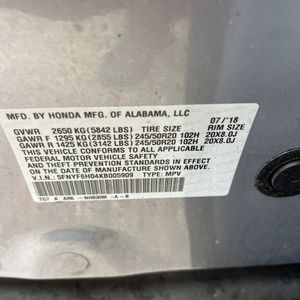 MFD. BY HONDA MFG. OF ALABAMA, LLC 07/'18
GVWR 2650 KG(5842 LBS) TIRE SIZE RIM SIZE
GAWR F 1295 KG(2855 LBS)245/50R20 102H 20X8.0J
GAWR R 1425 KG(3142 LBS)245/50R20 102H 20X8.0J
THIS VEHICLE CONFORMS TO ALL APPLICABLE
FEDERAL MOTOR VEHICLE SAFETY STANDARDS IN
EFFECT ON THE DATE OF MANUFACTURE SHOWN ABOVE.
V.I.N.: 5FNYF6H04KB005909 TYPE: MPV
TG7 K AA6 -NH830M -A -B